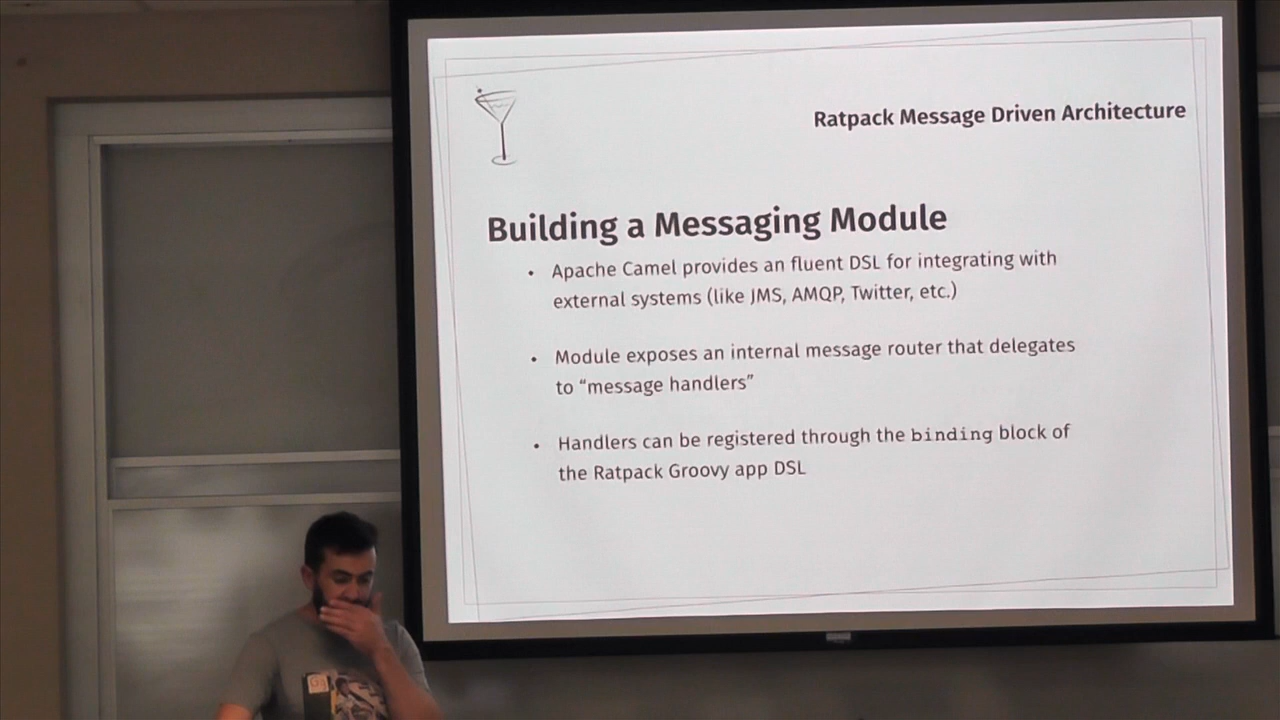 Ratpack Message Driven Architecture
Building a Messaging Module
• Apache Camel provides an fluent DSL for integrating with
external systems (like JMS, AMQP, Twitter, etc.)
• Module exposes an internal message router that delegates
to “message handlers”
• Handlers can be registered through the binding block of
the Ratpack Groovy app DSL